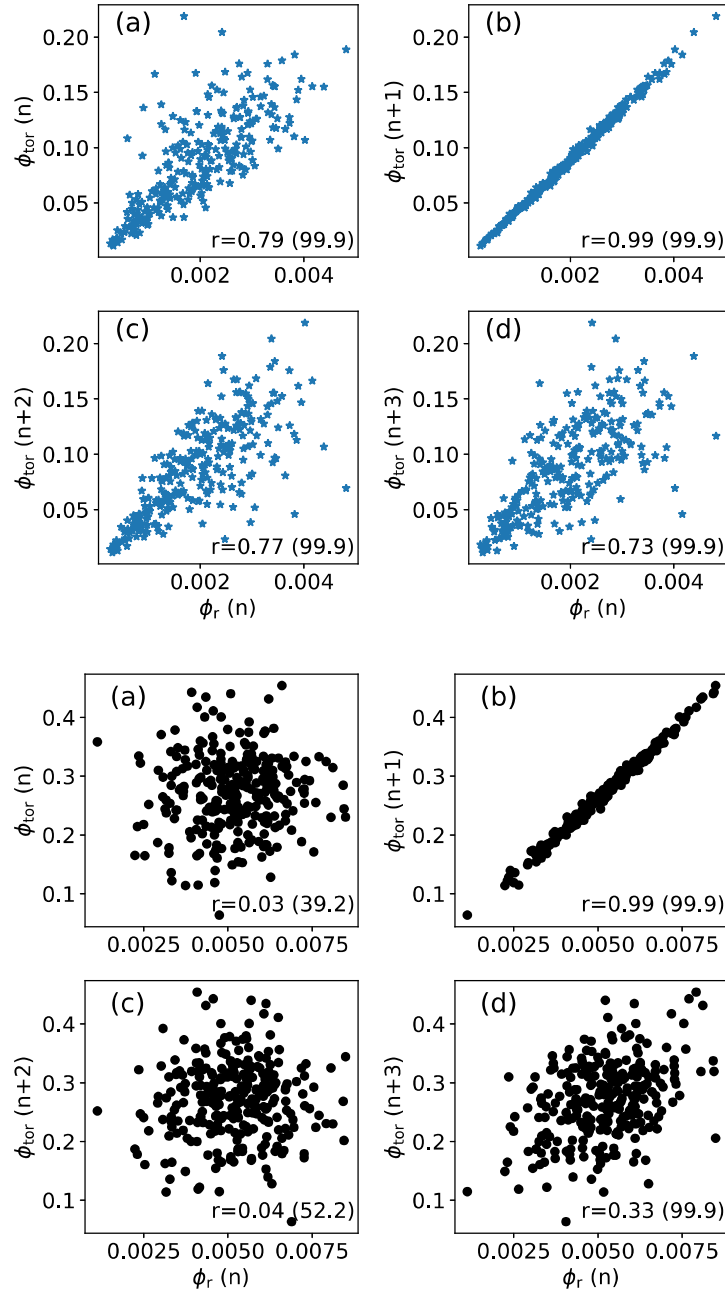 (a)
0.20
0.15
0.10
0.05
ϕtor (n)
r=0.79 (99.9)
0.002
0.004
(b)
0.20
0.15
0.10
0.05
ϕtor (n+1)
r=0.99 (99.9)
0.002
0.004
(c)
0.20
0.15
0.10
0.05
ϕtor (n+2)
r=0.77 (99.9)
0.002
0.004
ϕr (n)
(d)
0.20
0.15
0.10
0.05
ϕtor (n+3)
r=0.73 (99.9)
0.002
0.004
ϕr (n)
(a)
0.4
0.3
0.2
0.1
ϕtor (n)
r=0.03 (39.2)
0.0025 0.0050 0.0075
(b)
0.4
0.3
0.2
0.1
ϕtor (n+1)
r=0.99 (99.9)
0.0025 0.0050 0.0075
(c)
0.4
0.3
0.2
0.1
ϕtor (n+2)
r=0.04 (52.2)
0.0025 0.0050 0.0075
ϕr (n)
(d)
0.4
0.3
0.2
0.1
ϕtor (n+3)
r=0.33 (99.9)
0.0025 0.0050 0.0075
ϕr (n)